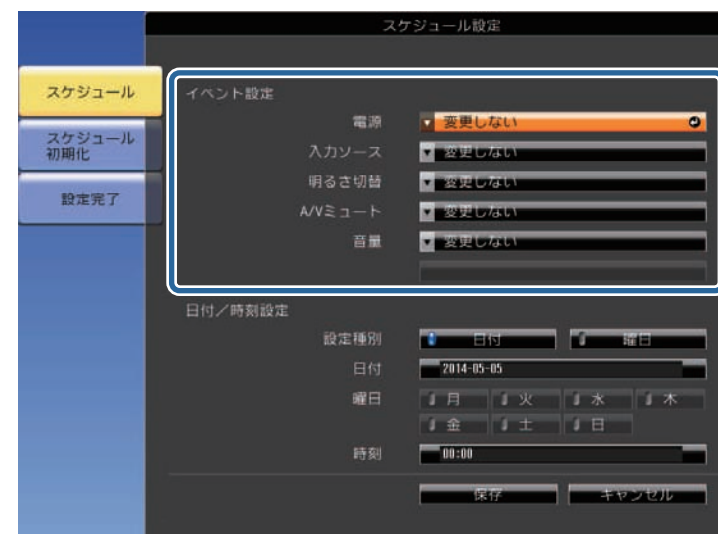 スケジュール設定
スケジュール
スケジュール
初期化
設定完了
イベント設定
電源 変更しない
入力ソース 変更しない
明るさ切替 変更しない
A/Vミュート 変更しない
音量 変更しない
日付/時刻設定
設定種別 日付 曜日
日付 2014-05-05
曜日 月 火 水 木
金 土 日
時刻 00:00
保存 キャンセル